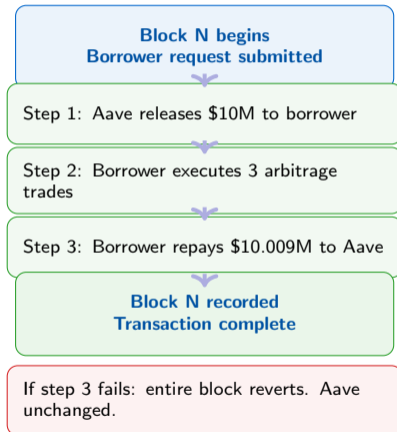 Block N begins
Borrower request submitted
Step 1: Aave releases $10M to borrower
Step 2: Borrower executes 3 arbitrage
trades
Step 3: Borrower repays $10.009M to Aave
Block N recorded
Transaction complete
If step 3 fails: entire block reverts. Aave
unchanged.